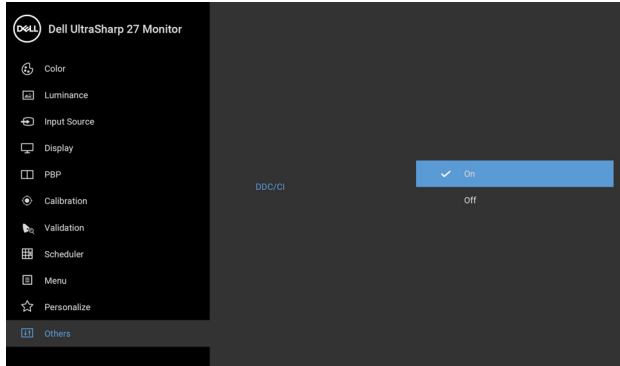 DELL Dell UltraSharp 27 Monitor
Color
Luminance
Input Source
Display
PBP
Calibration
Validation
Scheduler
Menu
Personalize
Others
DDC/CI
On
Off